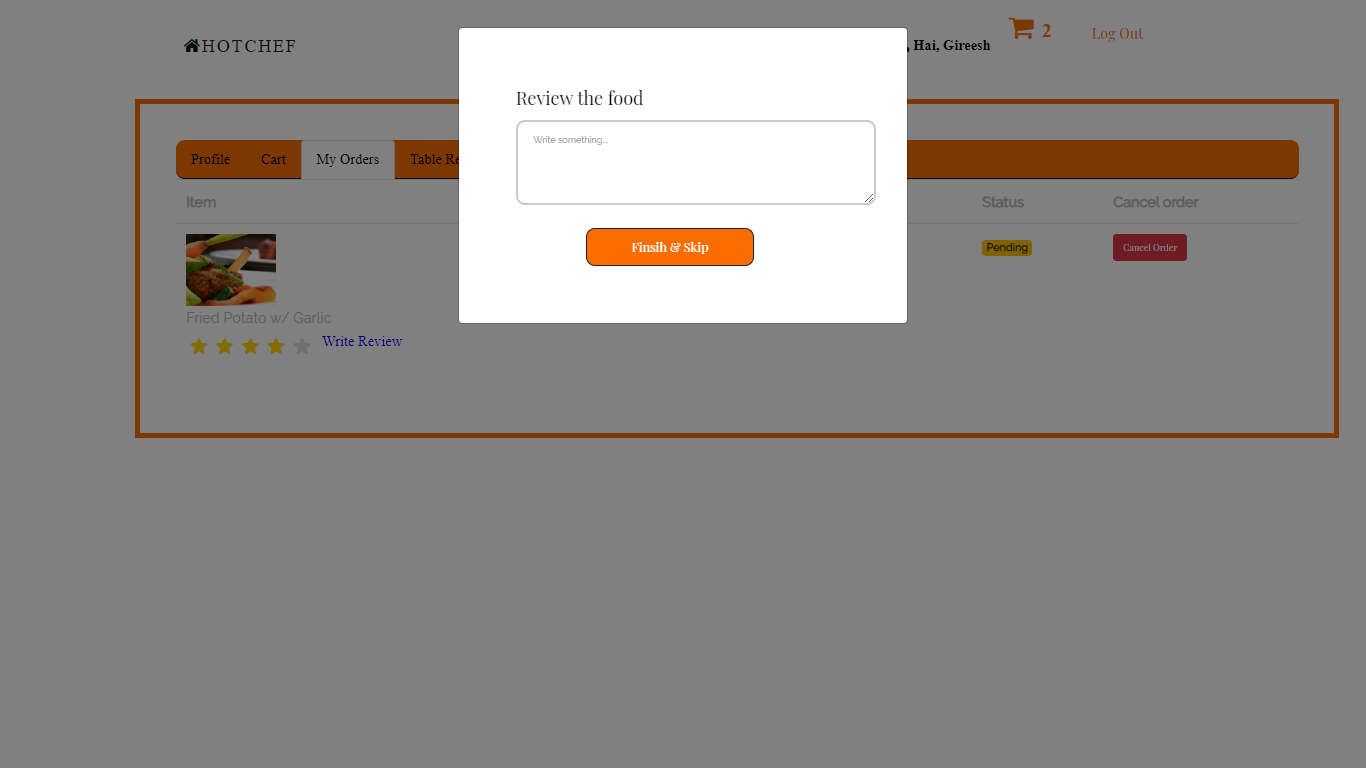 HOTCHEF
Hai, Gireesh
2
Log Out
Review the food
Write something...
Finsih & Skip
Profile
Cart
My Orders
Table Re
Item
Status
Cancel order
Pending
Cancel Order
Fried Potato w/ Garlic
Write Review